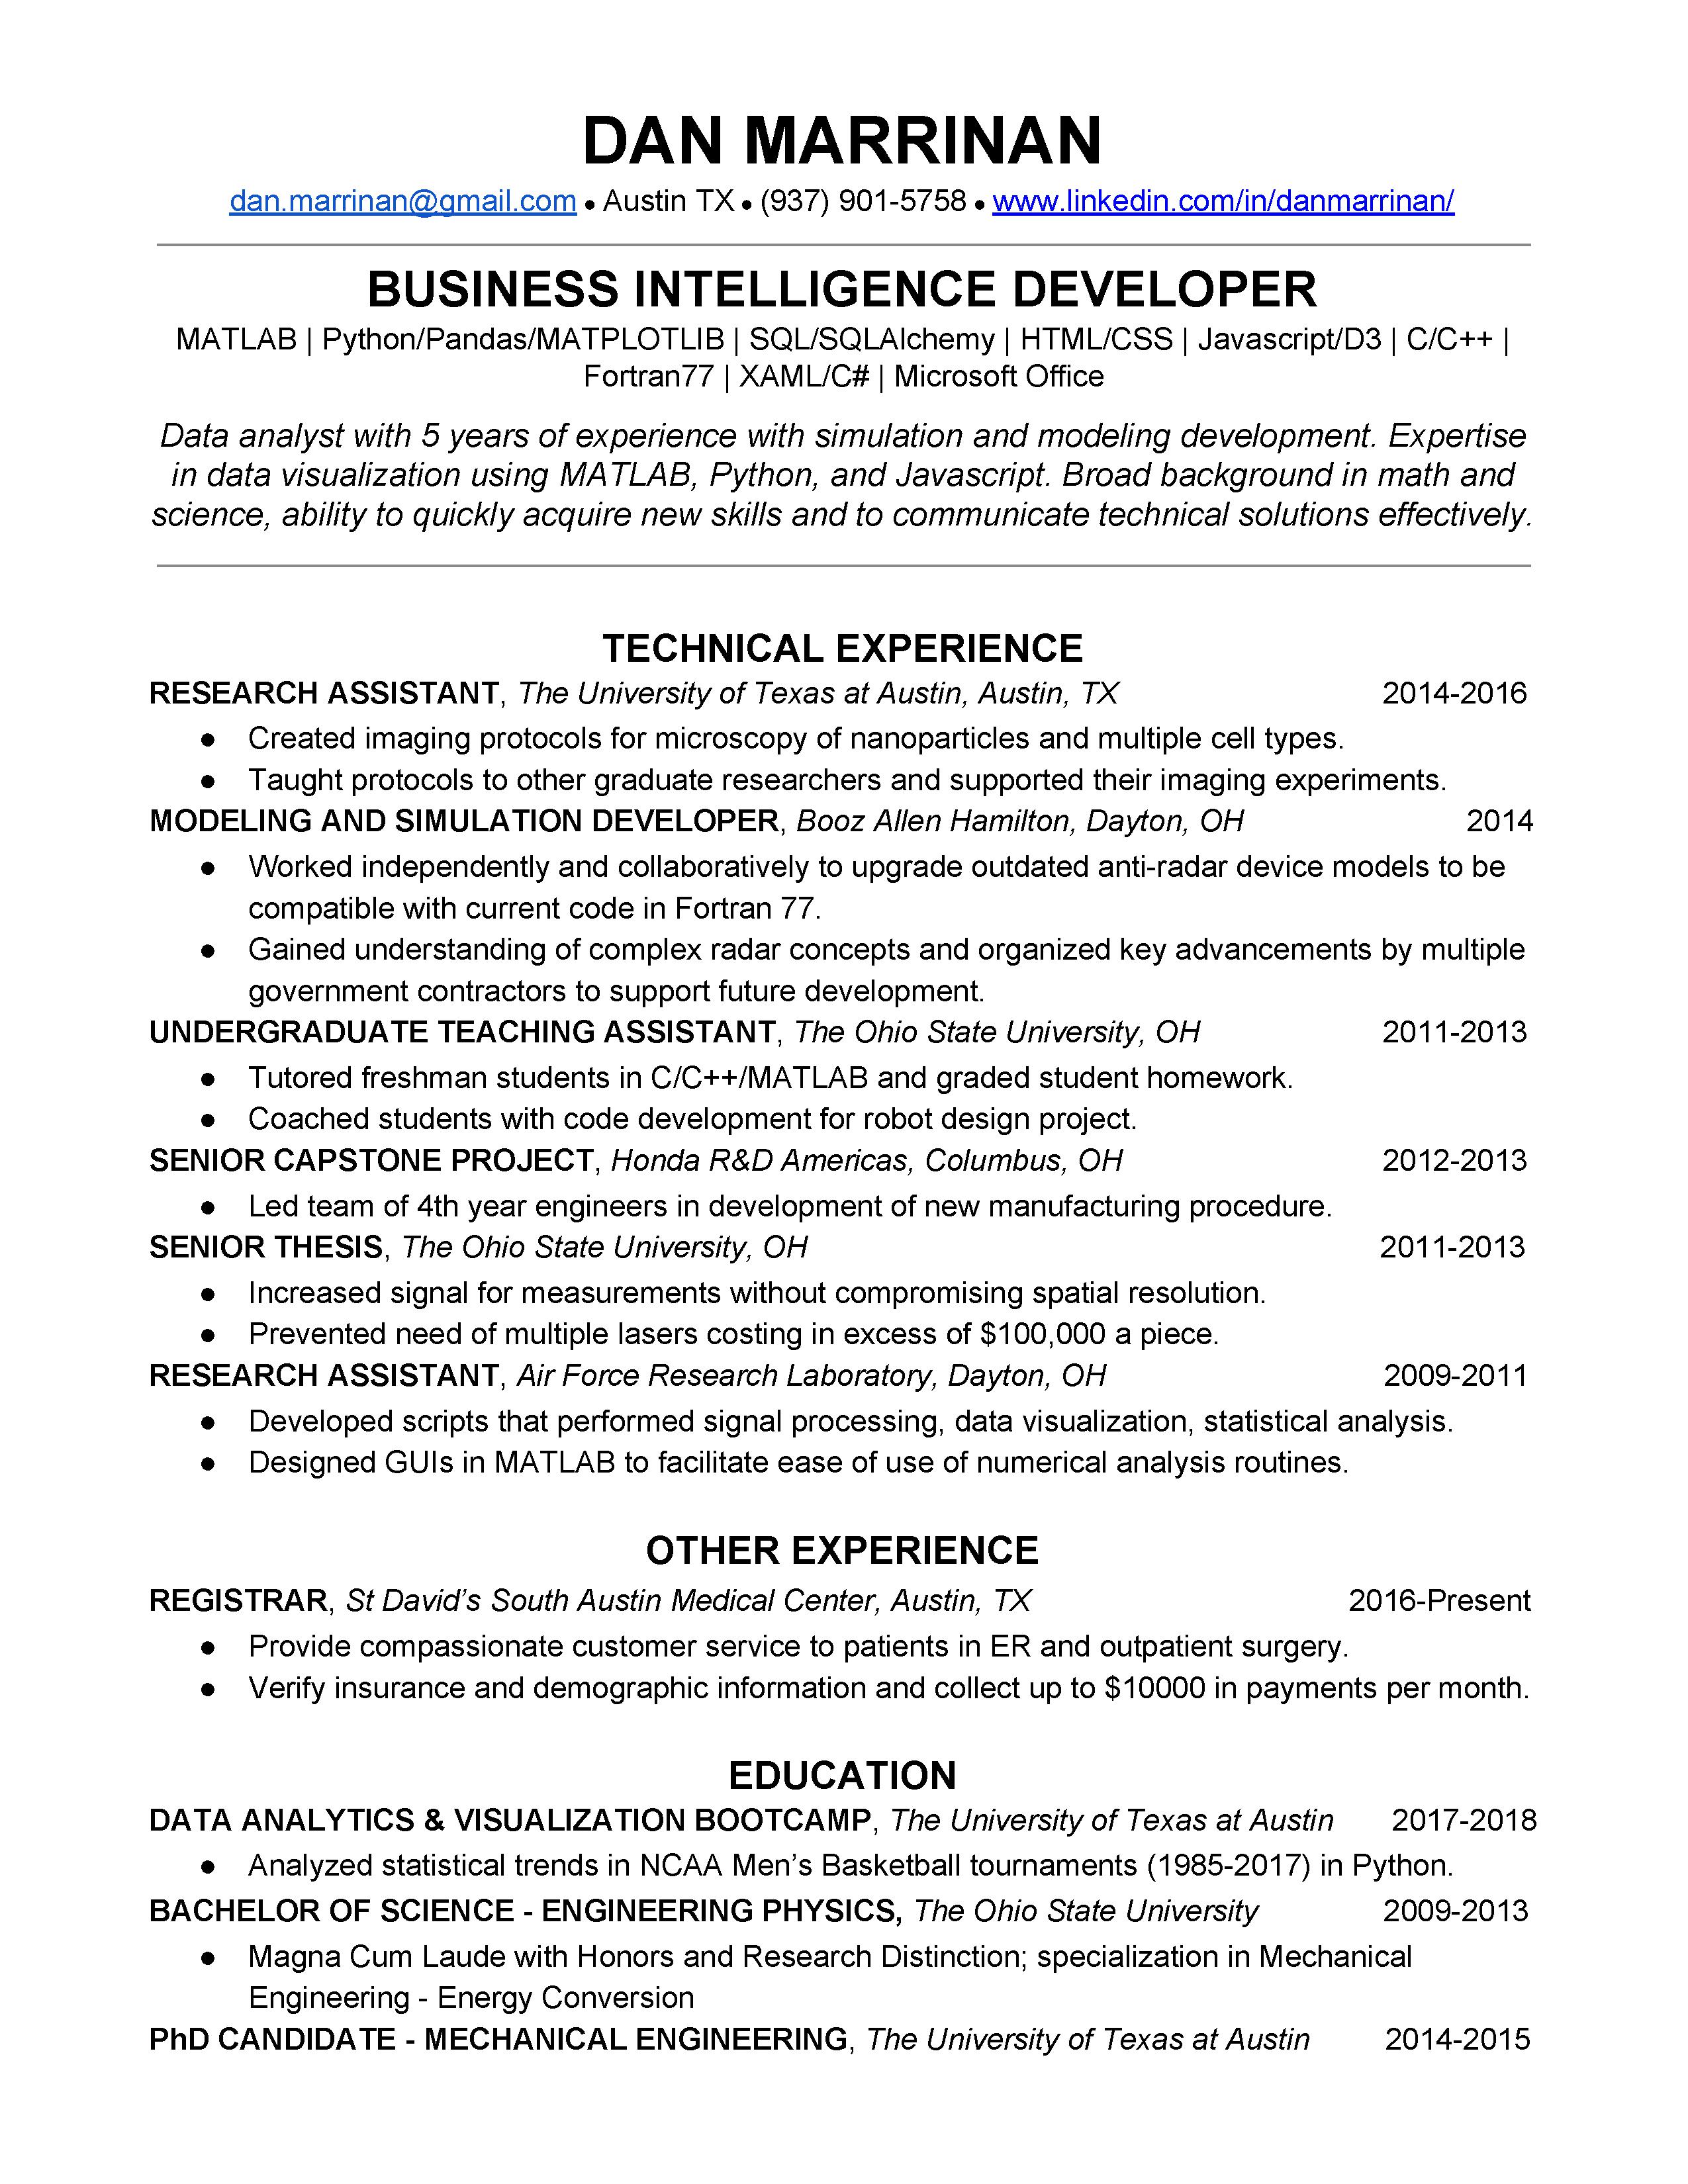 DAN MARRINAN
dan.marrinan@gmail.com ● Austin TX ● (937) 901-5758 ● www.linkedin.com/in/danmarrinan/
BUSINESS INTELLIGENCE DEVELOPER
MATLAB | Python/Pandas/MATPLOTLIB | SQL/SQLAlchemy | HTML/CSS | Javascript/D3 | C/C++ |
Fortran77 | XAML/C# | Microsoft Office
Data analyst with 5 years of experience with simulation and modeling development. Expertise
in data visualization using MATLAB, Python, and Javascript. Broad background in math and
science, ability to quickly acquire new skills and to communicate technical solutions effectively.
TECHNICAL EXPERIENCE
RESEARCH ASSISTANT, The University of Texas at Austin, Austin, TX 2014-2016
● Created imaging protocols for microscopy of nanoparticles and multiple cell types.
● Taught protocols to other graduate researchers and supported their imaging experiments.
MODELING AND SIMULATION DEVELOPER, Booz Allen Hamilton, Dayton, OH 2014
● Worked independently and collaboratively to upgrade outdated anti-radar device models to be
compatible with current code in Fortran 77.
● Gained understanding of complex radar concepts and organized key advancements by multiple
government contractors to support future development.
UNDERGRADUATE TEACHING ASSISTANT, The Ohio State University, OH 2011-2013
● Tutored freshman students in C/C++/MATLAB and graded student homework.
● Coached students with code development for robot design project.
SENIOR CAPSTONE PROJECT, Honda R&D Americas, Columbus, OH 2012-2013
● Led team of 4th year engineers in development of new manufacturing procedure.
SENIOR THESIS, The Ohio State University, OH 2011-2013
● Increased signal for measurements without compromising spatial resolution.
● Prevented need of multiple lasers costing in excess of $100,000 a piece.
RESEARCH ASSISTANT, Air Force Research Laboratory, Dayton, OH 2009-2011
● Developed scripts that performed signal processing, data visualization, statistical analysis.
● Designed GUIs in MATLAB to facilitate ease of use of numerical analysis routines.
OTHER EXPERIENCE
REGISTRAR, St David’s South Austin Medical Center, Austin, TX 2016-Present
● Provide compassionate customer service to patients in ER and outpatient surgery.
● Verify insurance and demographic information and collect up to $10000 in payments per month.
EDUCATION
DATA ANALYTICS & VISUALIZATION BOOTCAMP, The University of Texas at Austin 2017-2018
● Analyzed statistical trends in NCAA Men’s Basketball tournaments (1985-2017) in Python.
BACHELOR OF SCIENCE - ENGINEERING PHYSICS, The Ohio State University 2009-2013
● Magna Cum Laude with Honors and Research Distinction; specialization in Mechanical
Engineering - Energy Conversion
PhD CANDIDATE - MECHANICAL ENGINEERING, The University of Texas at Austin 2014-2015